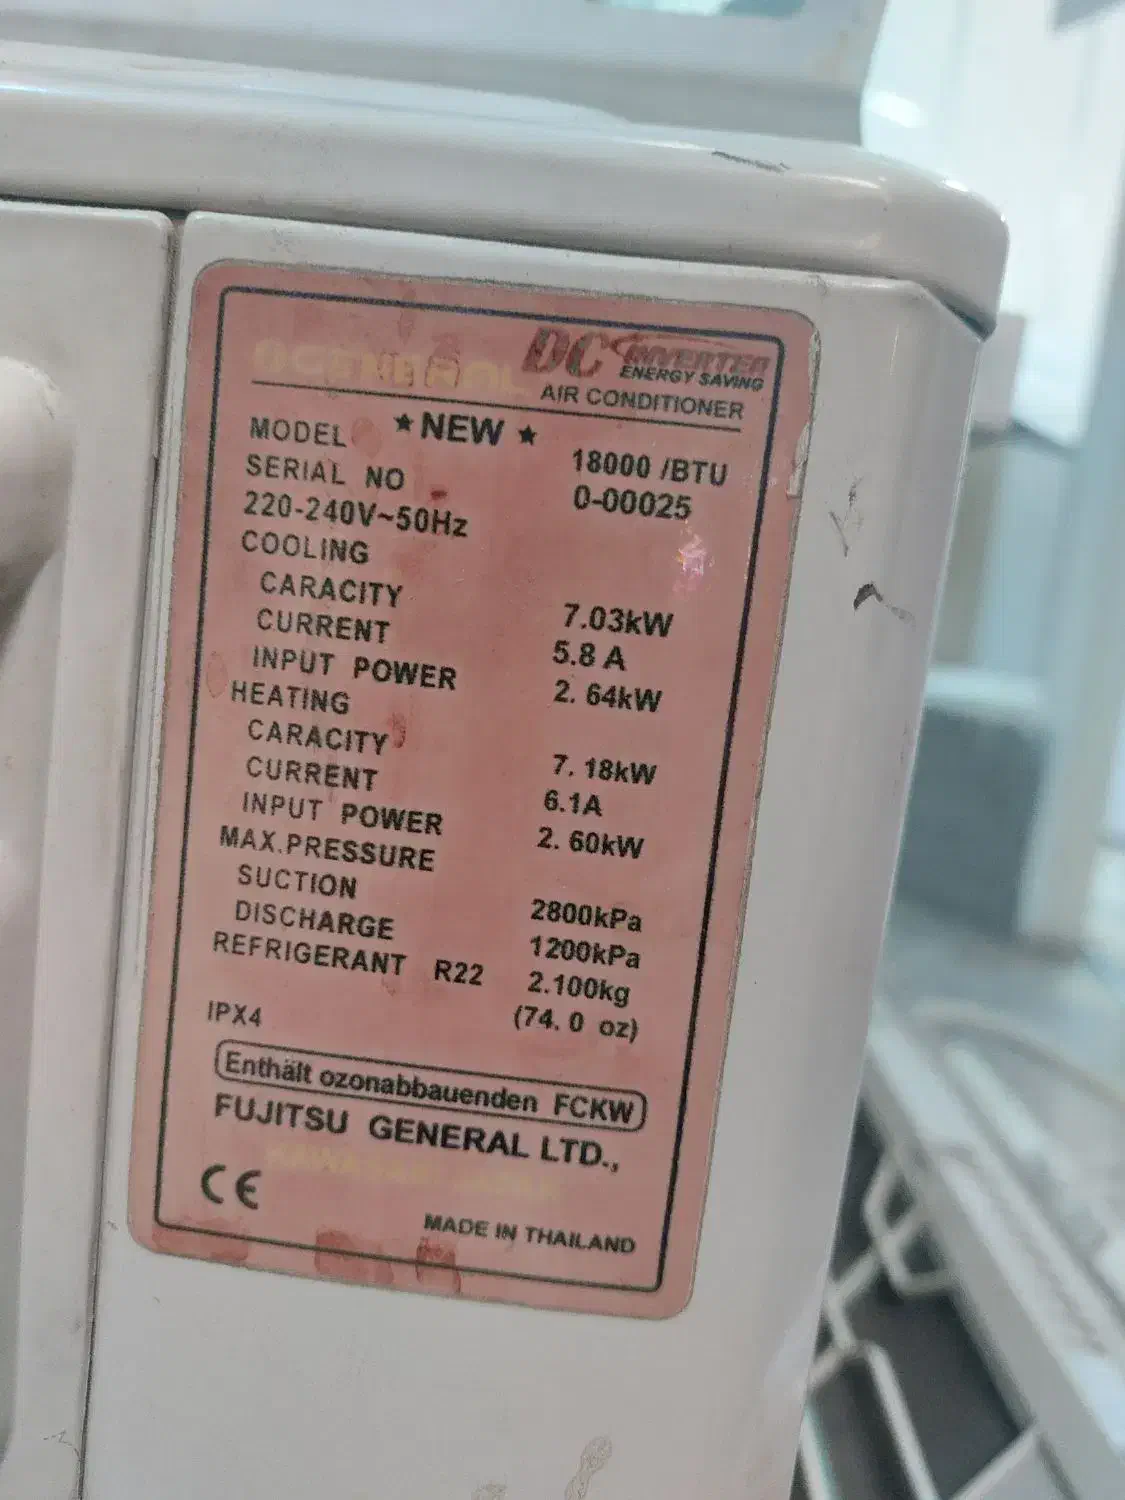 OGENERAL DC INVERTER
ENERGY SAVING
AIR CONDITIONER
★ NEW ★
MODEL 18000 /BTU
SERIAL NO 0-00025
220-240V~50Hz
COOLING
CARACITY 7.03kW
CURRENT 5.8 A
INPUT POWER 2. 64kW
HEATING
CARACITY 7. 18kW
CURRENT 6.1A
INPUT POWER 2. 60kW
MAX.PRESSURE
SUCTION 2800kPa
DISCHARGE 1200kPa
REFRIGERANT R22 2.100kg
(74. 0 oz)
IPX4
Enthält ozonabbauenden FCKW
FUJITSU GENERAL LTD.,
CE
MADE IN THAILAND